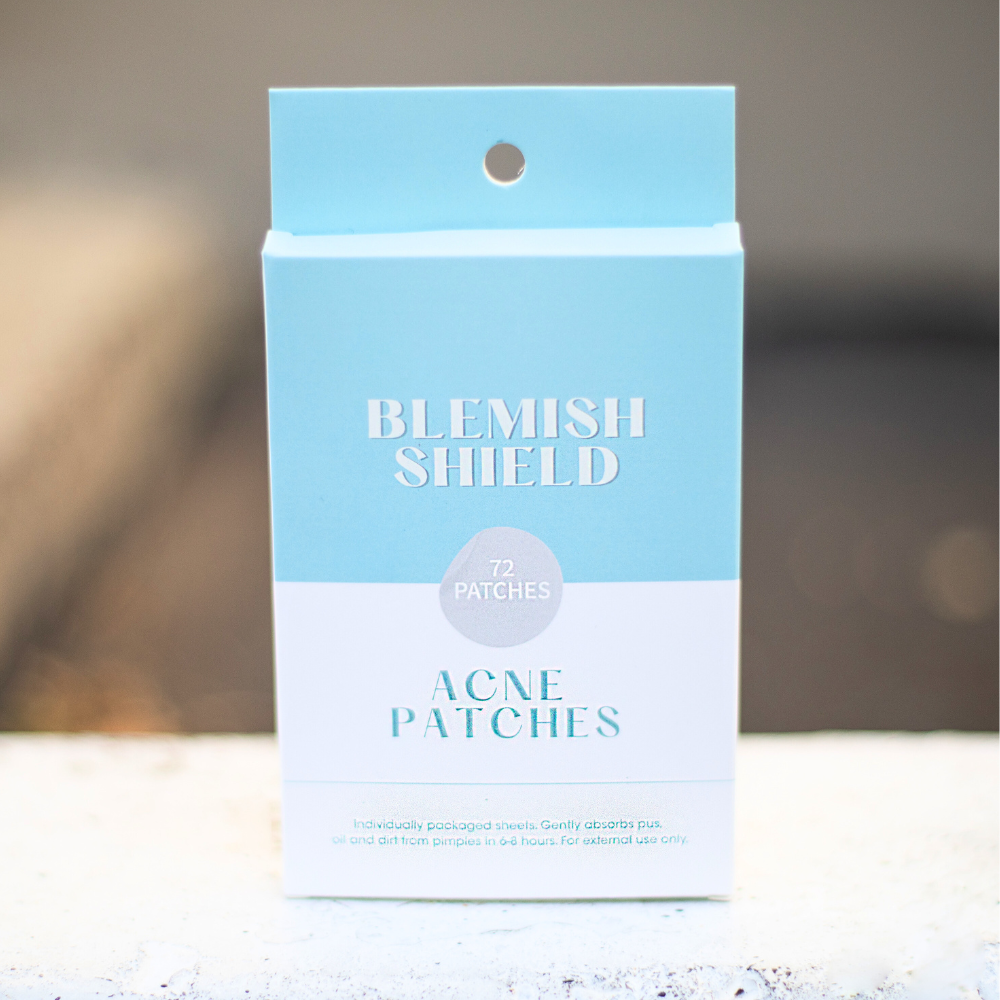 BLEMISH
SHIELD
72
PATCHES
ACNE
PATCHES
Individually packaged sheets. Gently absorbs pus,
oil and dirt from pimples in 6-8 hours. For external use only.